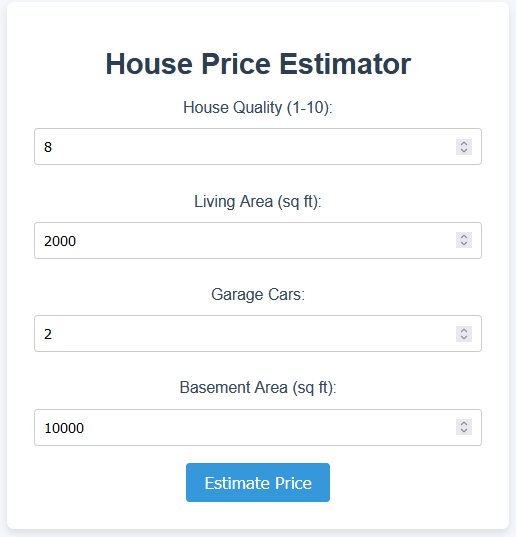 House Price Estimator
House Quality (1-10):
8
Living Area (sq ft):
2000
Garage Cars:
2
Basement Area (sq ft):
10000
Estimate Price